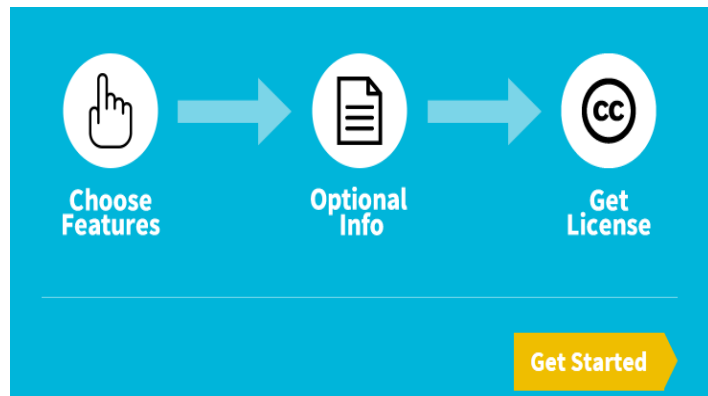 cc
Choose
Features
Optional
Info
Get
License
Get Started